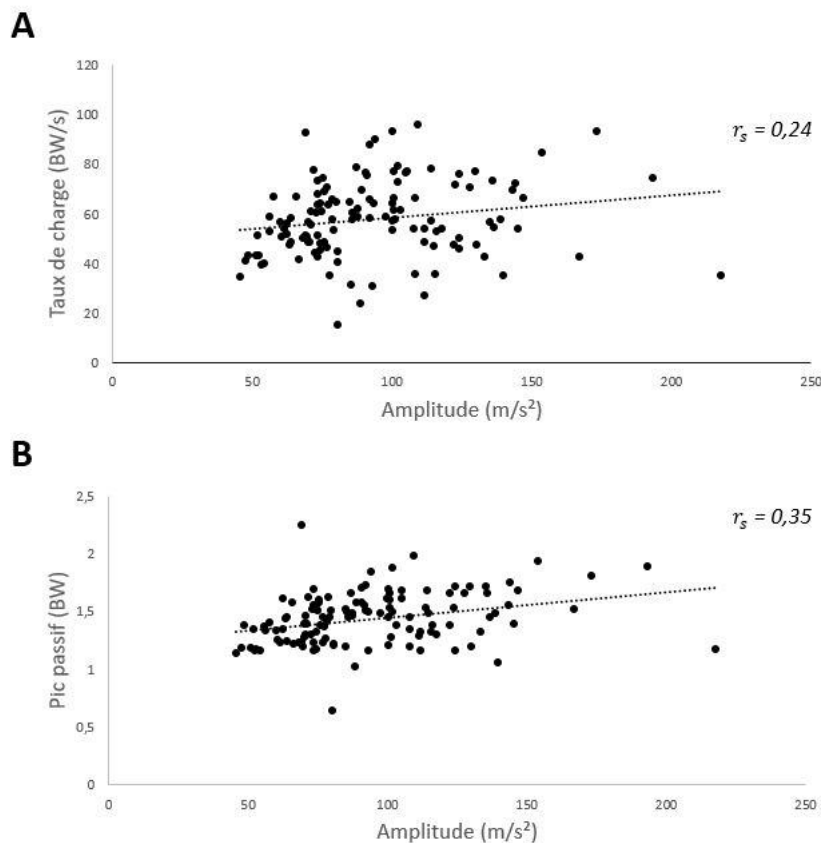 A
120
100
80
60
40
20
0
Taux de charge (BW/s)
r_s = 0,24
0 50 100 150 200 250
Amplitude (m/s²)
B
2,5
2
1,5
1
0,5
0
Pic passif (BW)
r_s = 0,35
0 50 100 150 200 250
Amplitude (m/s²)